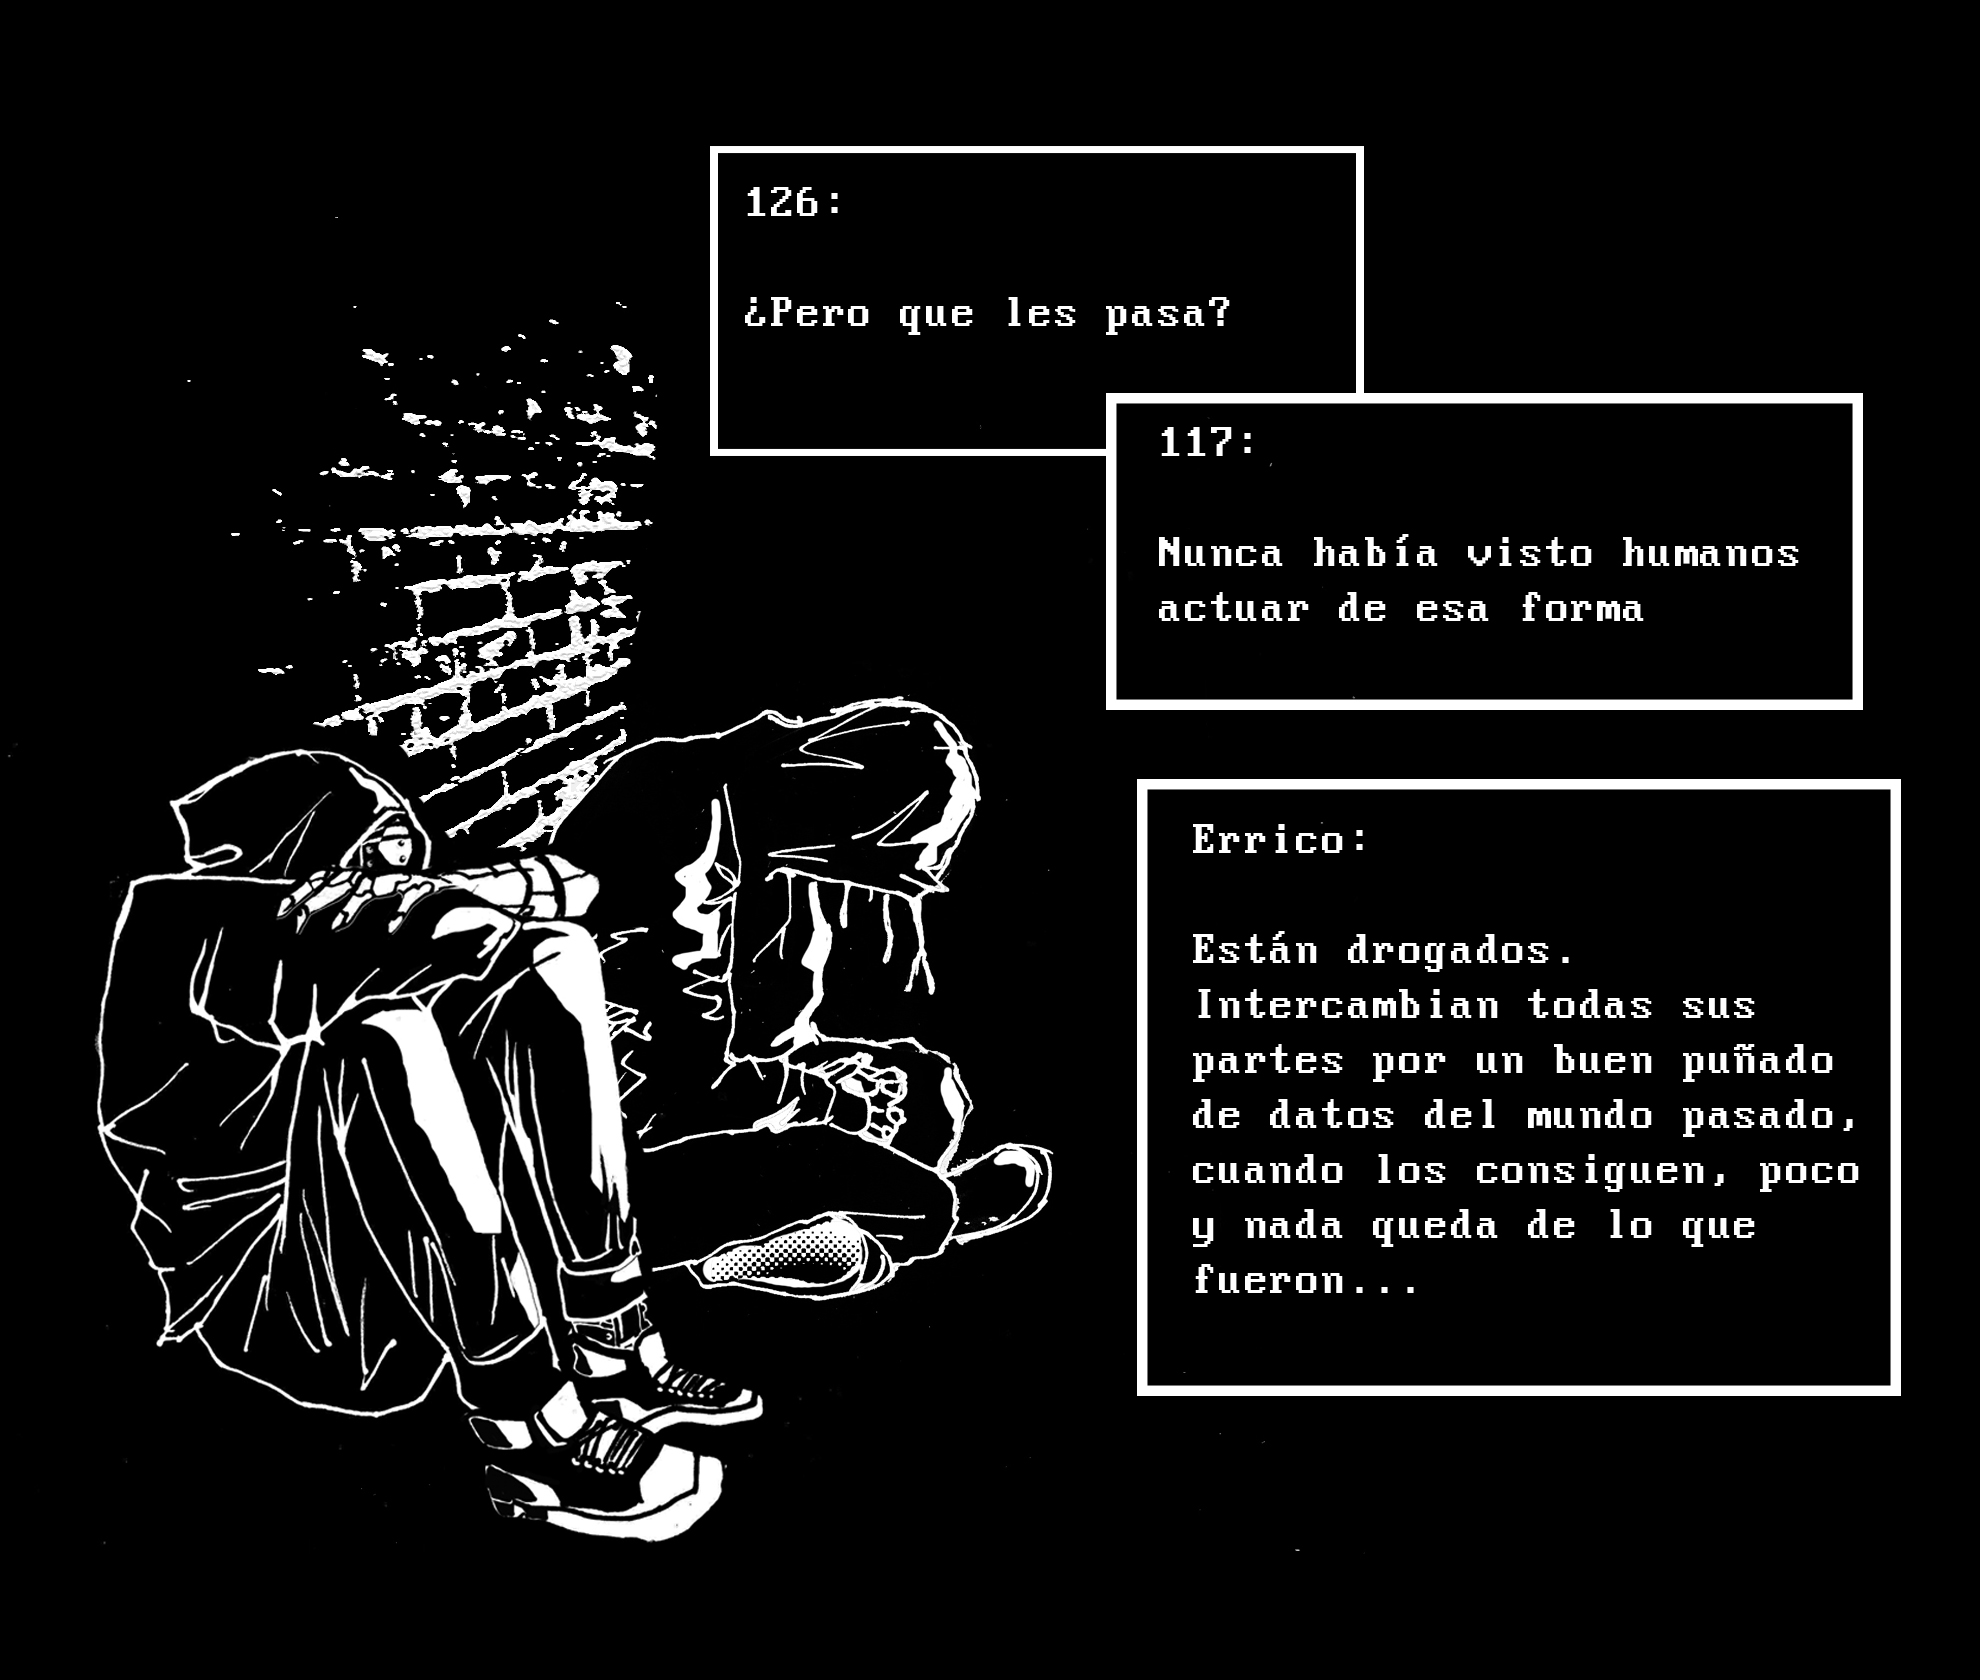 126:
¿Pero que les pasa?
117:
Nunca había visto humanos
actuar de esa forma
Errico:
Están drogados.
Intercambian todas sus
partes por un buen puñado
de datos del mundo pasado,
cuando los consiguen, poco
y nada queda de lo que
fueron...